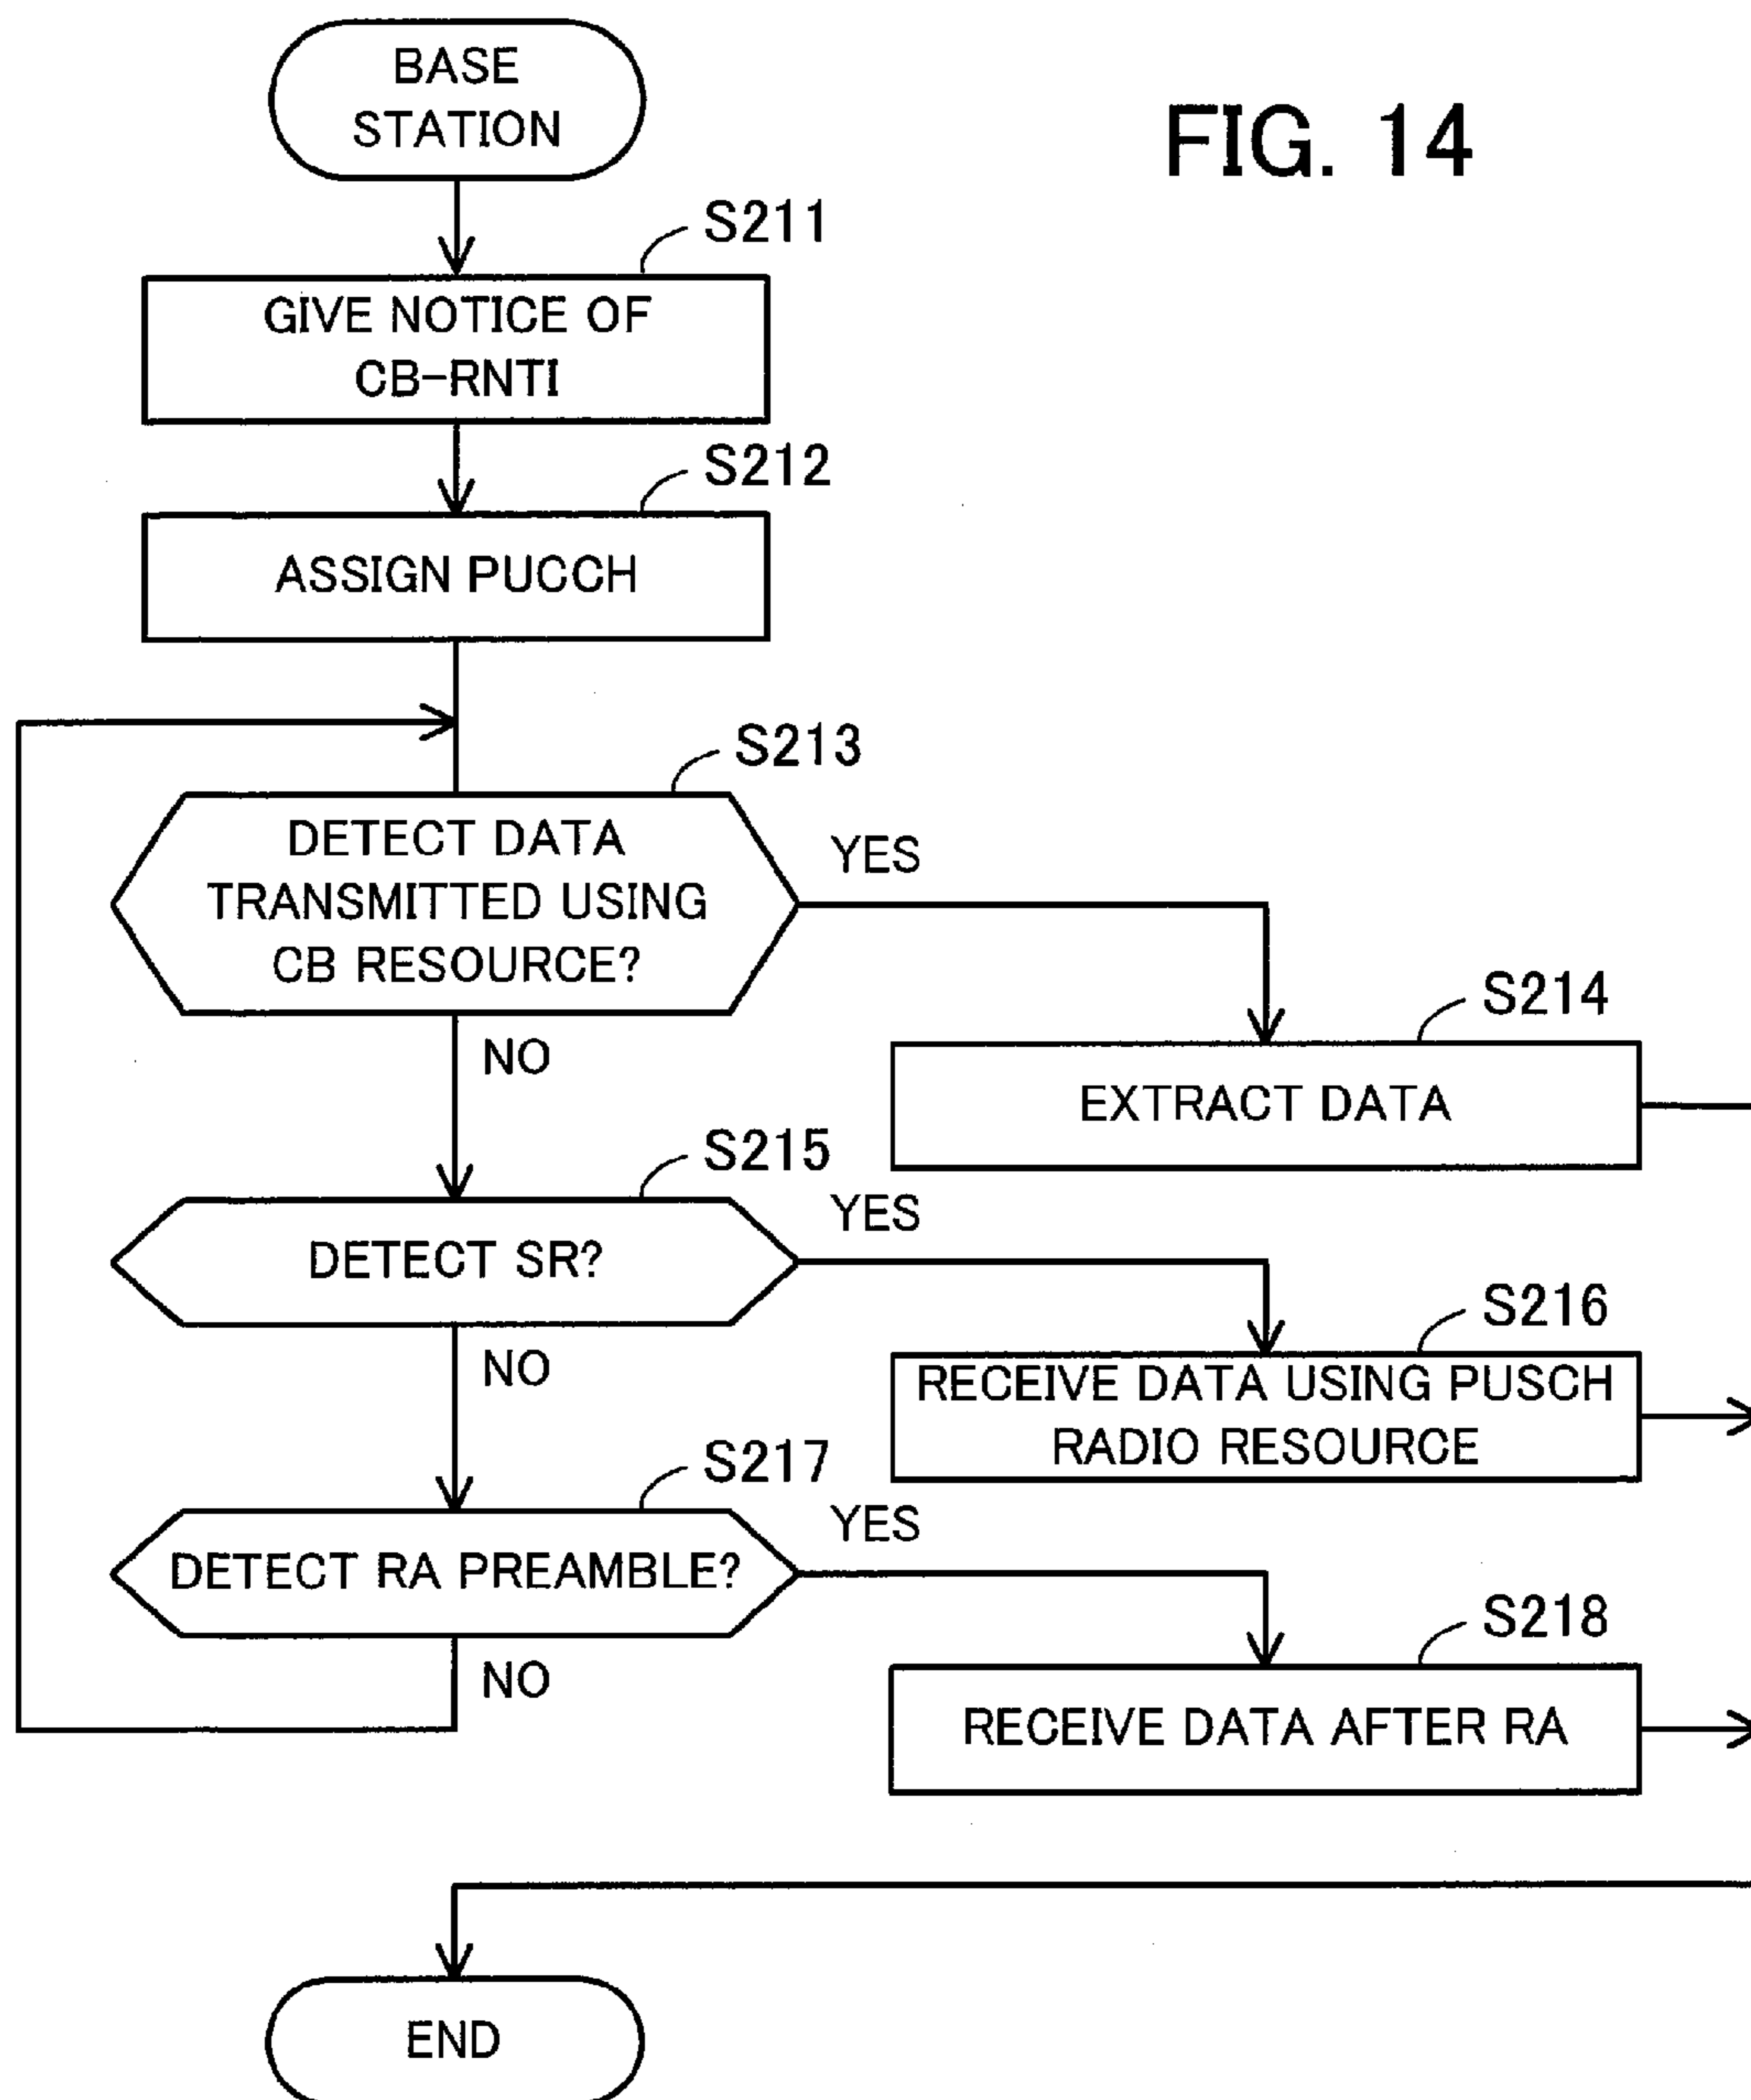 BASE
STATION
FIG. 14
S211
GIVE NOTICE OF
CB-RNTI
S212
ASSIGN PUCCH
S213
DETECT DATA
TRANSMITTED USING
CB RESOURCE?
YES
NO
S214
EXTRACT DATA
S215
DETECT SR?
YES
NO
S216
RECEIVE DATA USING PUSCH
RADIO RESOURCE
S217
DETECT RA PREAMBLE?
YES
NO
S218
RECEIVE DATA AFTER RA
END